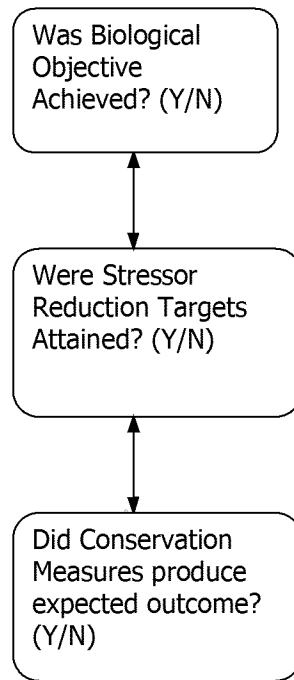 Was Biological
Objective
Achieved? (Y/N)
Were Stressor
Reduction Targets
Attained? (Y/N)
Did Conservation
Measures produce
expected outcome?
(Y/N)